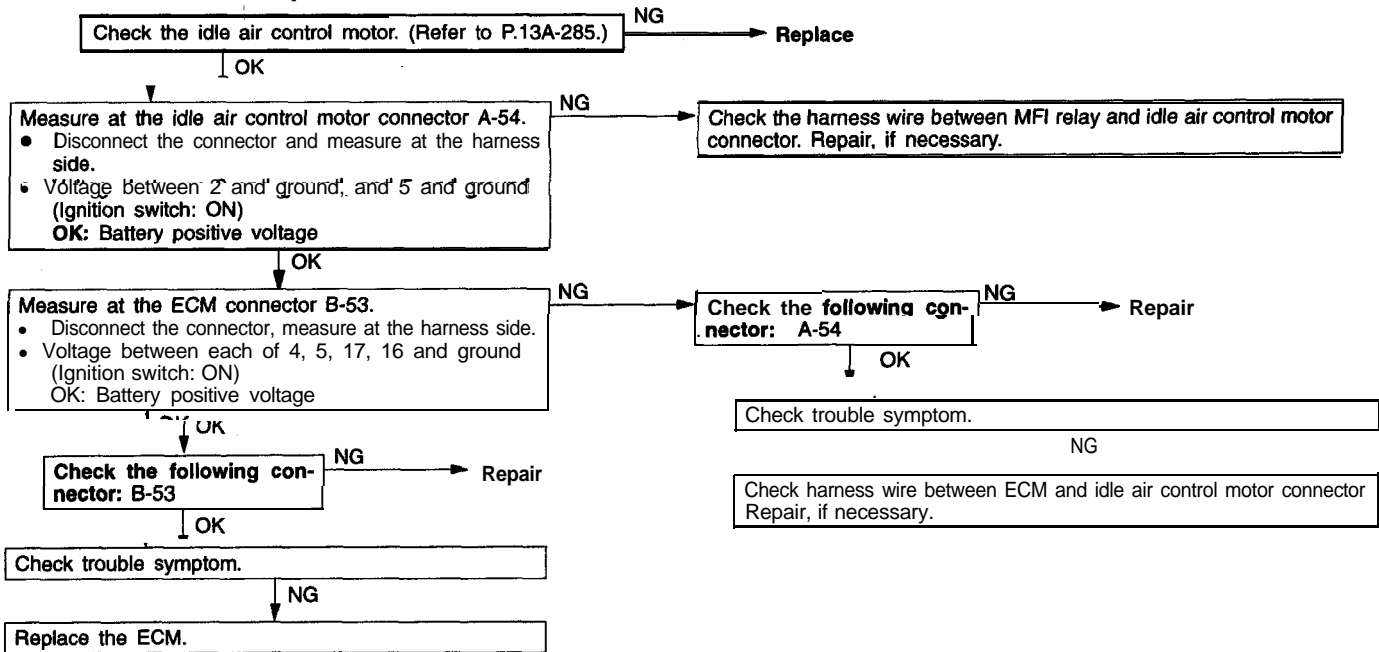 NG
Check the idle air control motor. (Refer to P.13A-285.)
Replace
OK
Measure at the idle air control motor connector A-54.
● Disconnect the connector and measure at the harness
side.
• Voltage between 2 and ground, and 5 and ground
(Ignition switch: ON)
OK: Battery positive voltage
NG
Check the harness wire between MFI relay and idle air control motor
connector. Repair, if necessary.
OK
Measure at the ECM connector B-53.
• Disconnect the connector, measure at the harness side.
• Voltage between each of 4, 5, 17, 16 and ground
(Ignition switch: ON)
OK: Battery positive voltage
NG
Check the following con-
nector: A-54
NG
Repair
OK
Check trouble symptom.
NG
Check harness wire between ECM and idle air control motor connector
Repair, if necessary.
OK
Check the following con-
nector: B-53
NG
Repair
OK
Check trouble symptom.
NG
Replace the ECM.